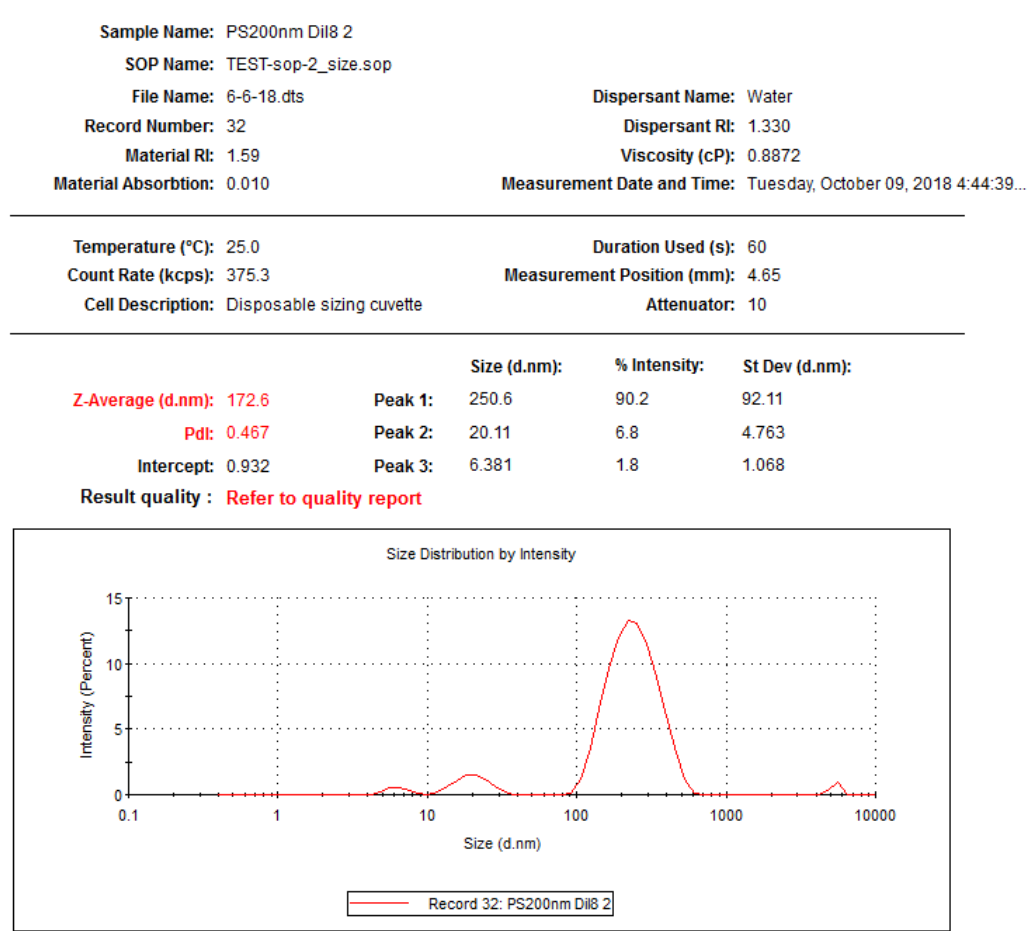 Sample Name: PS200nm Dil8 2
SOP Name: TEST-sop-2_size.sop
File Name: 6-6-18.dts Dispersant Name: Water
Record Number: 32 Dispersant RI: 1.330
Material RI: 1.59 Viscosity (cP): 0.8872
Material Absorbtion: 0.010 Measurement Date and Time: Tuesday, October 09, 2018 4:44:39...
Temperature (°C): 25.0 Duration Used (s): 60
Count Rate (kcps): 375.3 Measurement Position (mm): 4.65
Cell Description: Disposable sizing cuvette Attenuator: 10
Size (d.nm): % Intensity: St Dev (d.nm):
Z-Average (d.nm): 172.6 Peak 1: 250.6 90.2 92.11
PdI: 0.467 Peak 2: 20.11 6.8 4.763
Intercept: 0.932 Peak 3: 6.381 1.8 1.068
Result quality : Refer to quality report
Size Distribution by Intensity
Intensity (Percent)
15
10
5
0
0.1 1 10 100 1000 10000
Size (d.nm)
Record 32: PS200nm Dil8 2